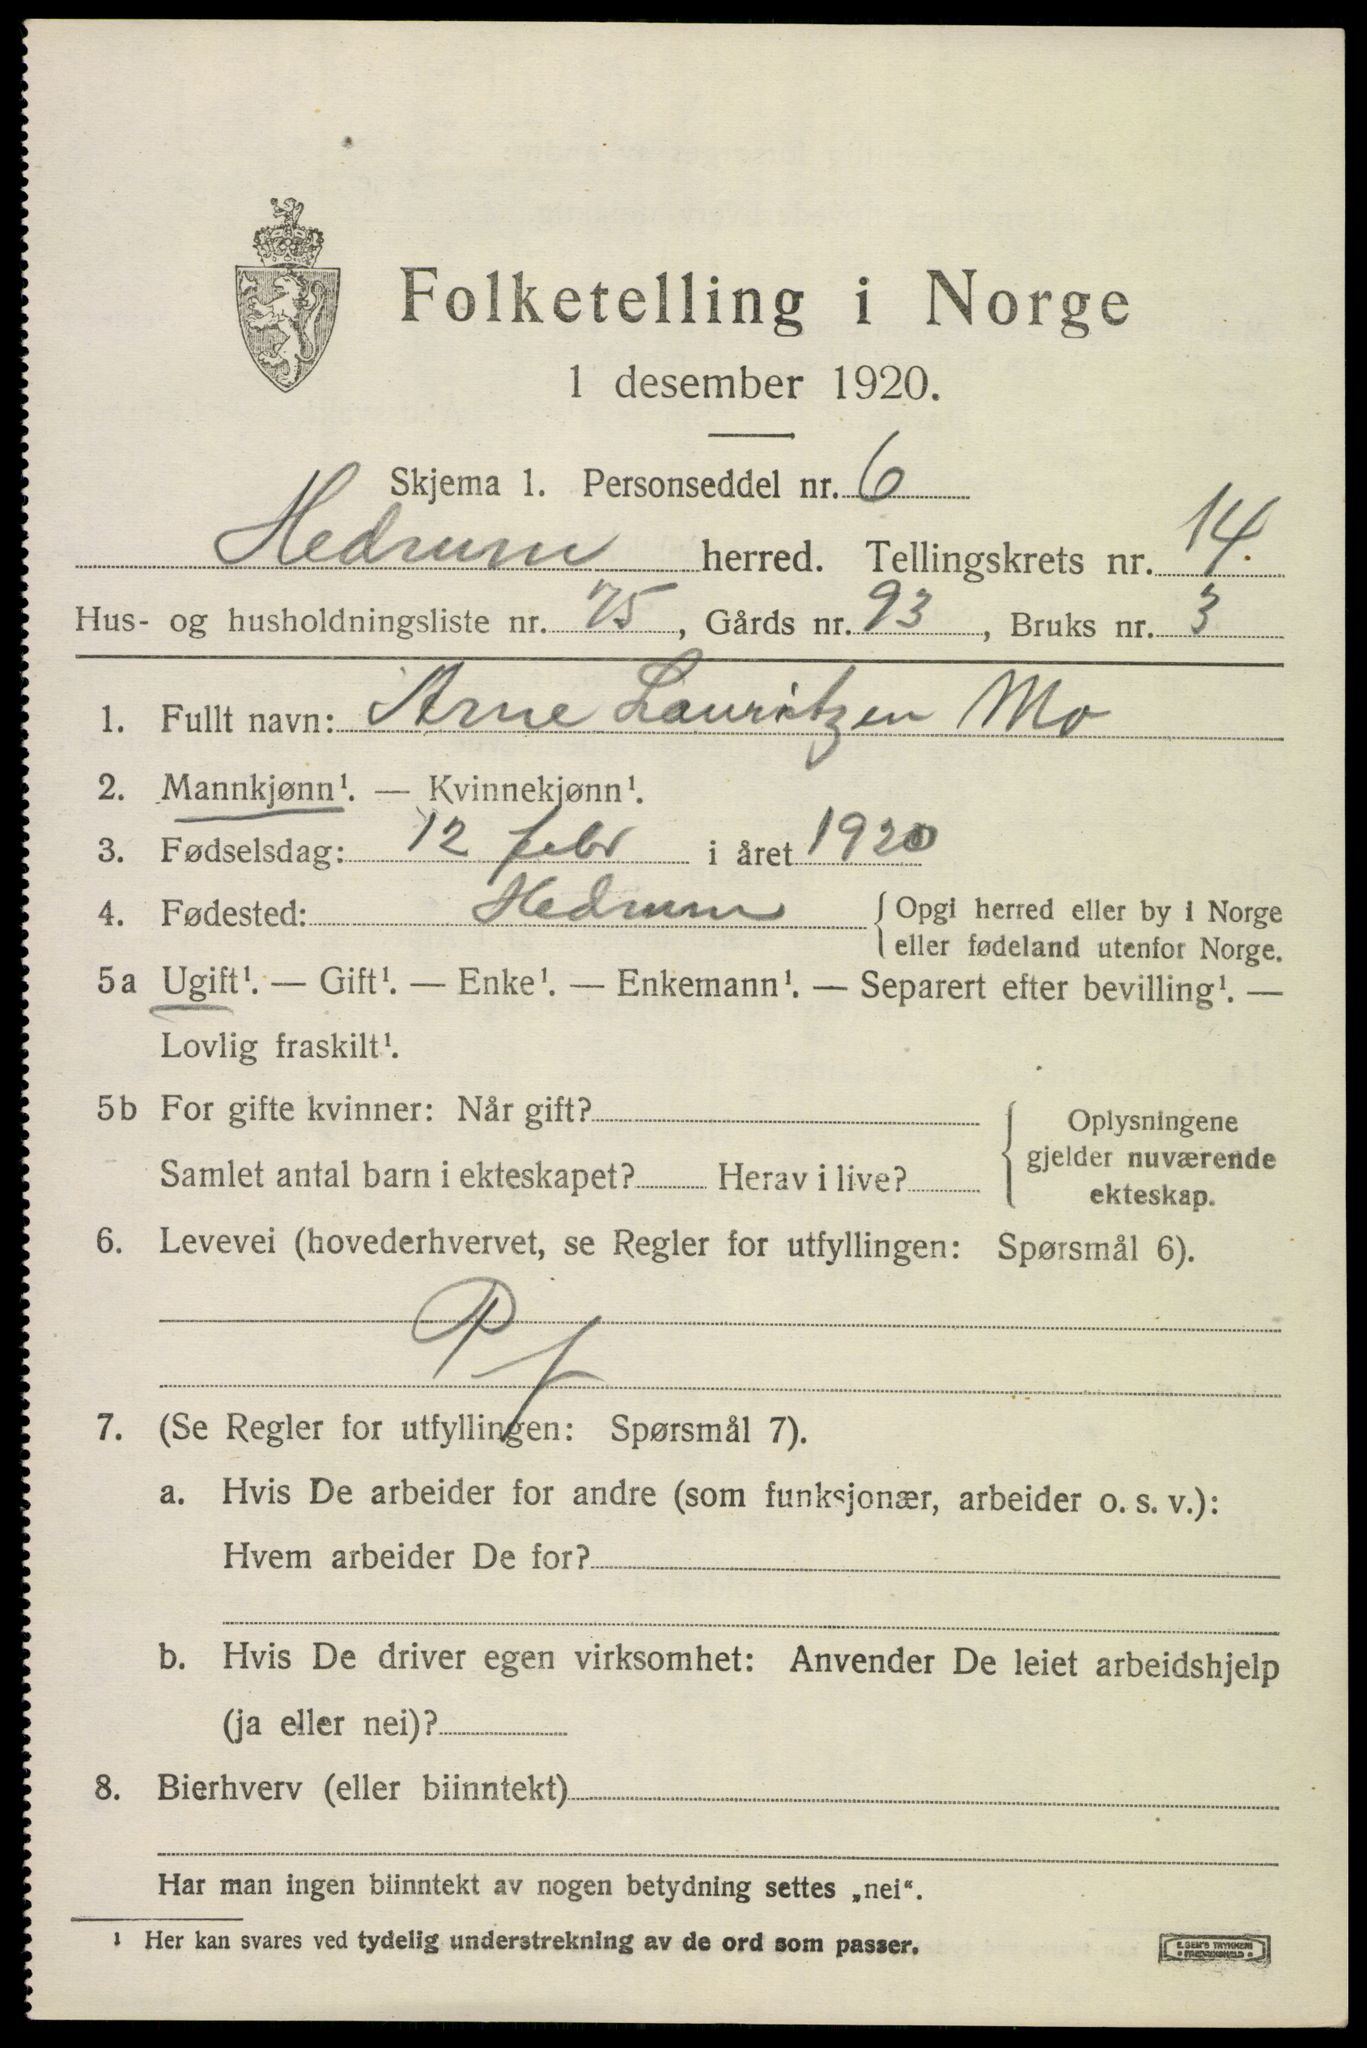 Folketelling i Norge
1 desember 1920.
Skjema 1. Personseddel nr. 6
Hedrum herred. Tellingskrets nr. 14.
Hus- og husholdningsliste nr. 75, Gårds nr. 93, Bruks nr. 3
1. Fullt navn: Arne Lauritzen Mo
2. Mannkjønn¹. — Kvinnekjønn¹.
3. Fødselsdag: 12 febr i året 1920
4. Fødested: Hedrum { Opgi herred eller by i Norge
eller fødeland utenfor Norge.
5a Ugift¹. — Gift¹. — Enke¹. — Enkemann¹. — Separert efter bevilling¹. —
Lovlig fraskilt¹.
5b For gifte kvinner: Når gift? { Oplysningene
gjelder nuværende
Samlet antal barn i ekteskapet? Herav i live?
ekteskap.
6. Levevei (hovederhvervet, se Regler for utfyllingen: Spørsmål 6).
P f
7. (Se Regler for utfyllingen: Spørsmål 7).
a. Hvis De arbeider for andre (som funksjonær, arbeider o. s. v.):
Hvem arbeider De for?
b. Hvis De driver egen virksomhet: Anvender De leiet arbeidshjelp
(ja eller nei)?
8. Bierhverv (eller biinntekt)
Har man ingen biinntekt av nogen betydning settes „nei“.
¹ Her kan svares ved tydelig understrekning av de ord som passer.
E. SEM'S TRYKKERI
FREDRIKSHALD